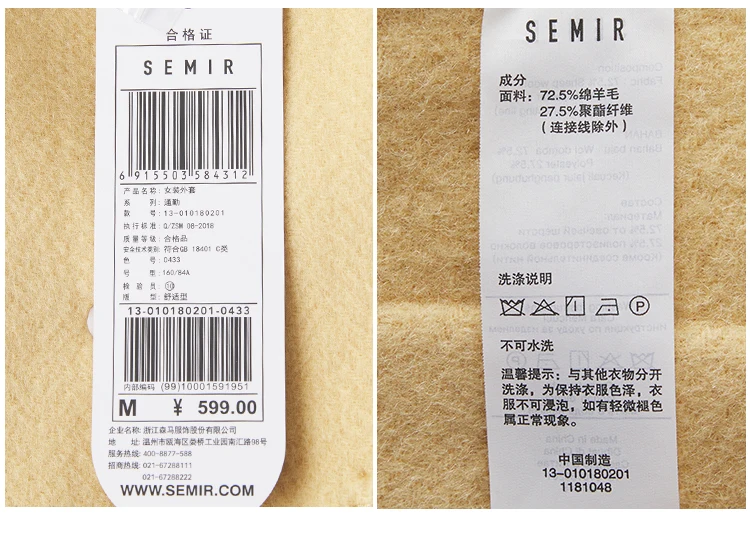 合格证
SEMIR
6 915503 584312
产品名称: 女装外套
系 列: 通勤
款 号: 13-010180201
执行标准: Q/ZSM 08-2018
质量等级: 合格品
安全技术类别: 符合GB 18401 C类
色 号: 0433
号 型: 160/84A
检 验 员: 10
版 型: 舒适型
13-010180201-0433
内部编码 (99)10001591951
M ¥ 599.00
企业名称: 浙江森马服饰股份有限公司
地 址: 温州市瓯海区娄桥工业园南汇路98号
服务热线: 400-8877-588
招商热线: 021-67288111
021-67288222
WWW.SEMIR.COM
SEMIR
成分
面料: 72.5%绵羊毛
27.5%聚酯纤维
(连接线除外)
洗涤说明
P
不可水洗
温馨提示: 与其他衣物分开
洗涤, 为保持衣服色泽, 衣
服不可浸泡, 如有轻微褪色
属正常现象。
中国制造
13-010180201
1181048